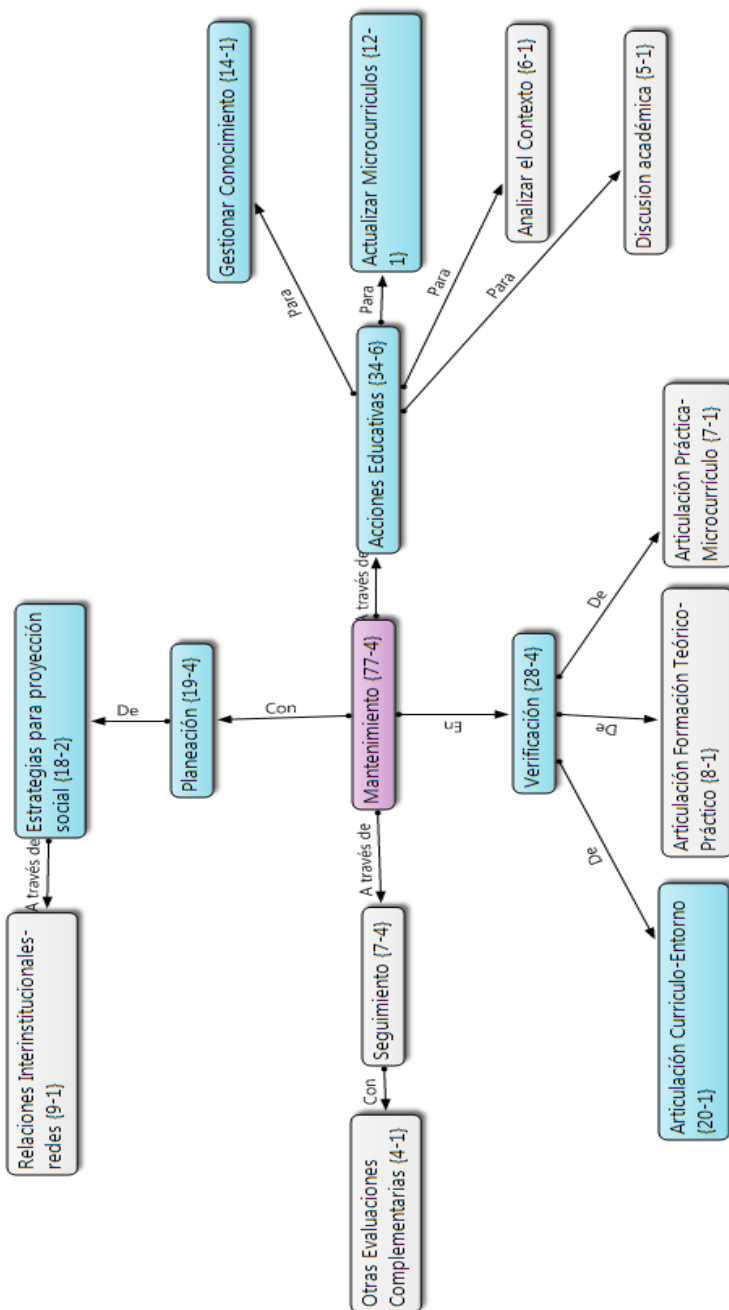 Relaciones Interinstitucionales-
redes {9-1}
A través de
Estrategias para proyección
social {18-2}
De
Planeación {19-4}
Con
Gestionar Conocimiento {14-1}
Para
Otras Evaluaciones
Complementarias {4-1}
Con
Seguimiento {7-4}
A través de
Mantenimiento {77-4}
A través de
Acciones Educativas {34-6}
Para
Actualizar Microcurriculos {12-
1}
Para
Analizar el Contexto {6-1}
Para
Discusion académica {5-1}
En
Verificación {28-4}
De
De
De
Articulación Curriculo-Entorno
{20-1}
Articulación Formación Teórico-
Práctico {8-1}
Articulación Práctica-
Microcurrículo {7-1}